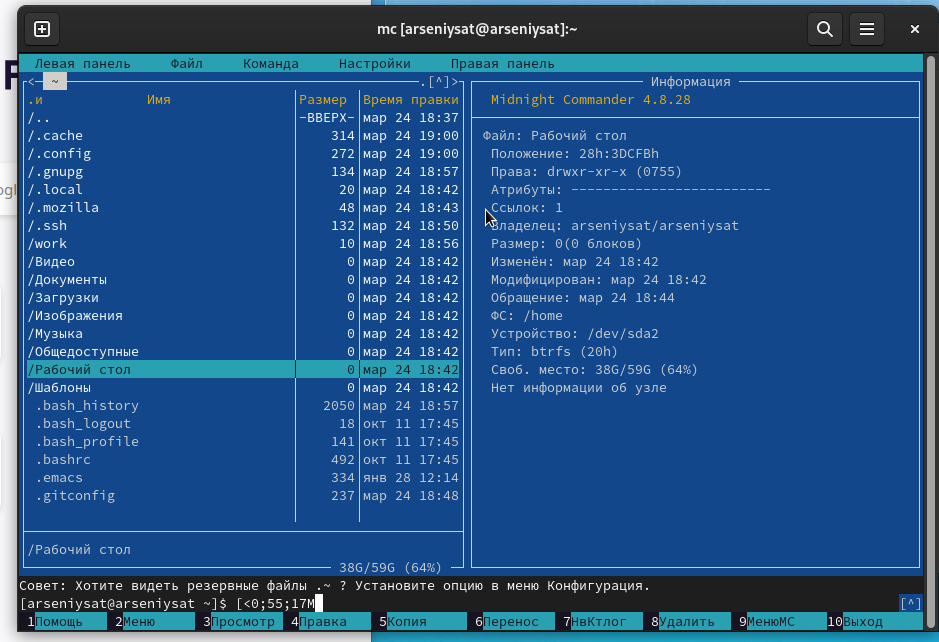 mc [arseniysat@arseniysat]:~
Левая панель Файл Команда Настройки Правая панель
<- ~ .[^]>
.и Имя Размер Время правки
/.. -ВВЕРХ- мар 24 18:37
/.cache 314 мар 24 19:00
/.config 272 мар 24 19:00
/.gnupg 134 мар 24 18:57
/.local 20 мар 24 18:42
/.mozilla 48 мар 24 18:43
/.ssh 132 мар 24 18:50
/work 10 мар 24 18:56
/Видео 0 мар 24 18:42
/Документы 0 мар 24 18:42
/Загрузки 0 мар 24 18:42
/Изображения 0 мар 24 18:42
/Музыка 0 мар 24 18:42
/Общедоступные 0 мар 24 18:42
/Рабочий стол 0 мар 24 18:42
/Шаблоны 0 мар 24 18:42
.bash_history 2050 мар 24 18:57
.bash_logout 18 окт 11 17:45
.bash_profile 141 окт 11 17:45
.bashrc 492 окт 11 17:45
.emacs 334 янв 28 12:14
.gitconfig 237 мар 24 18:48
/Рабочий стол
38G/59G (64%)
Информация
Midnight Commander 4.8.28
Файл: Рабочий стол
Положение: 28h:3DCFBh
Права: drwxr-xr-x (0755)
Атрибуты: -------------------------
Ссылок: 1
Владелец: arseniysat/arseniysat
Размер: 0(0 блоков)
Изменён: мар 24 18:42
Модифицирован: мар 24 18:42
Обращение: мар 24 18:44
ФС: /home
Устройство: /dev/sda2
Тип: btrfs (20h)
Своб. место: 38G/59G (64%)
Нет информации об узле
Совет: Хотите видеть резервные файлы .~ ? Установите опцию в меню Конфигурация.
[arseniysat@arseniysat ~]$ [<0;55;17M [^]
1Помощь 2Меню 3Просмотр 4Правка 5Копия 6Перенос 7НвКтлог 8Удалить 9МенюМС 10Выход